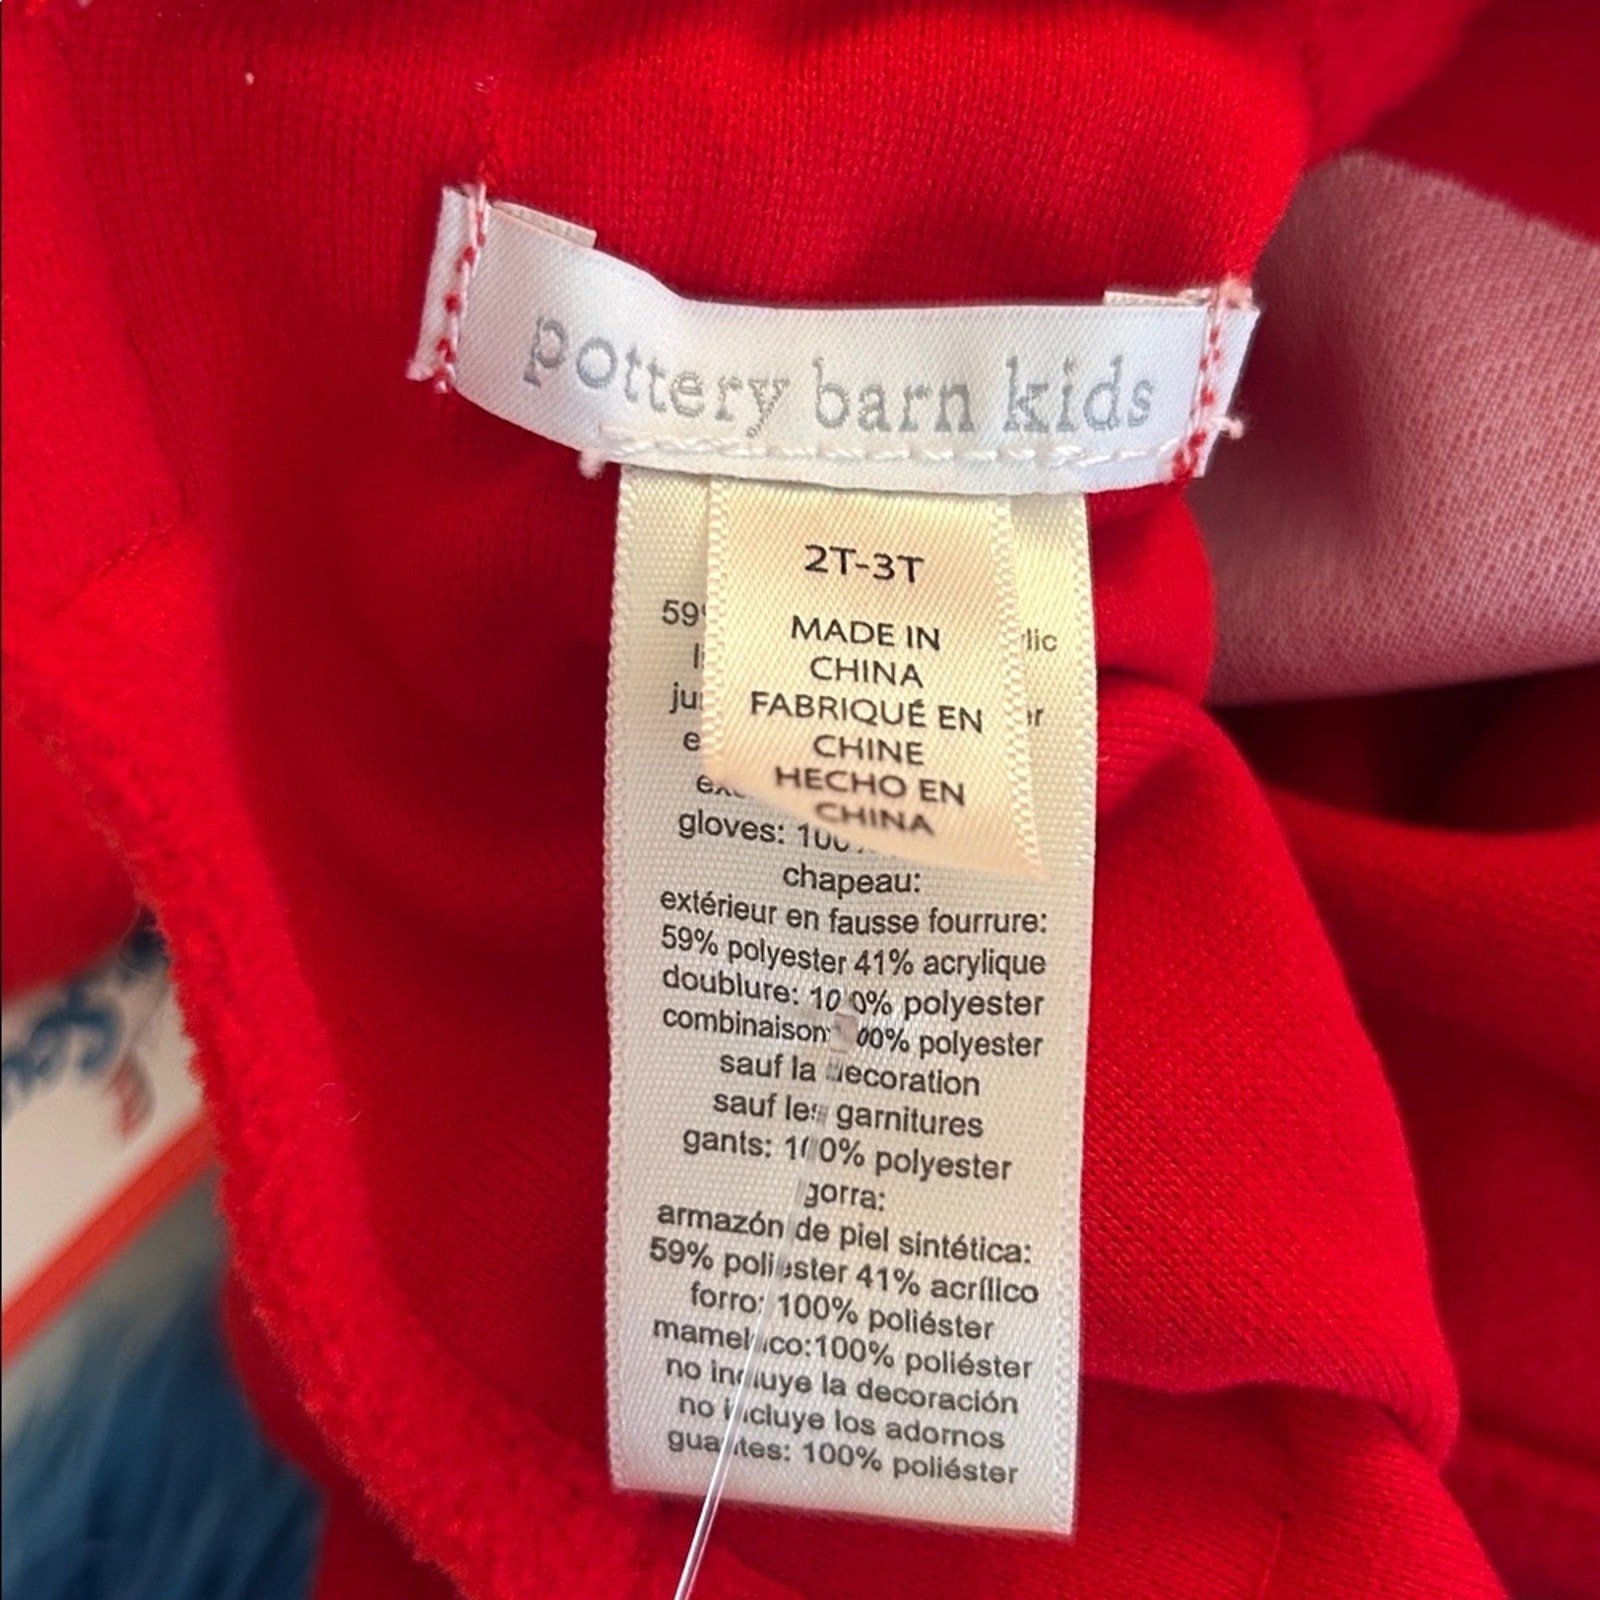 pottery barn kids
2T-3T
MADE IN
CHINA
FABRIQUÉ EN
CHINE
HECHO EN
CHINA
gloves:
chapeau:
extérieur en fausse fourrure:
59% polyester 41% acrylique
doublure: 100% polyester
combinaison 100% polyester
sauf la decoration
sauf les garnitures
gants: 100% polyester
gorra:
armazón de piel sintética:
59% poliester 41% acrílico
forro: 100% poliéster
mameluco:100% poliéster
no incluye la decoración
no incluye los adornos
guantes: 100% poliéster